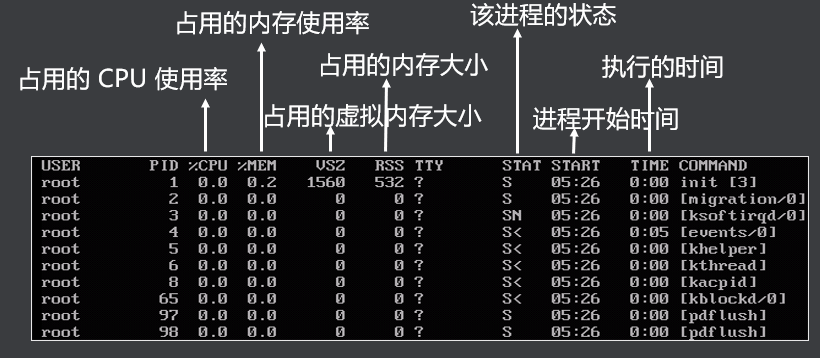 占用的内存使用率
该进程的状态
占用的 CPU 使用率
占用的内存大小
执行的时间
占用的虚拟内存大小
进程开始时间
USER PID %CPU %MEM VSZ RSS TTY STAT START TIME COMMAND
root 1 0.0 0.2 1560 532 ? S 05:26 0:00 init [3]
root 2 0.0 0.0 0 0 ? S 05:26 0:00 [migration/0]
root 3 0.0 0.0 0 0 ? SN 05:26 0:00 [ksoftirqd/0]
root 4 0.0 0.0 0 0 ? S< 05:26 0:05 [events/0]
root 5 0.0 0.0 0 0 ? S< 05:26 0:00 [khelper]
root 6 0.0 0.0 0 0 ? S< 05:26 0:00 [kthread]
root 8 0.0 0.0 0 0 ? S< 05:26 0:00 [kacpid]
root 65 0.0 0.0 0 0 ? S< 05:26 0:00 [kblockd/0]
root 97 0.0 0.0 0 0 ? S 05:26 0:00 [pdflush]
root 98 0.0 0.0 0 0 ? S 05:26 0:00 [pdflush]